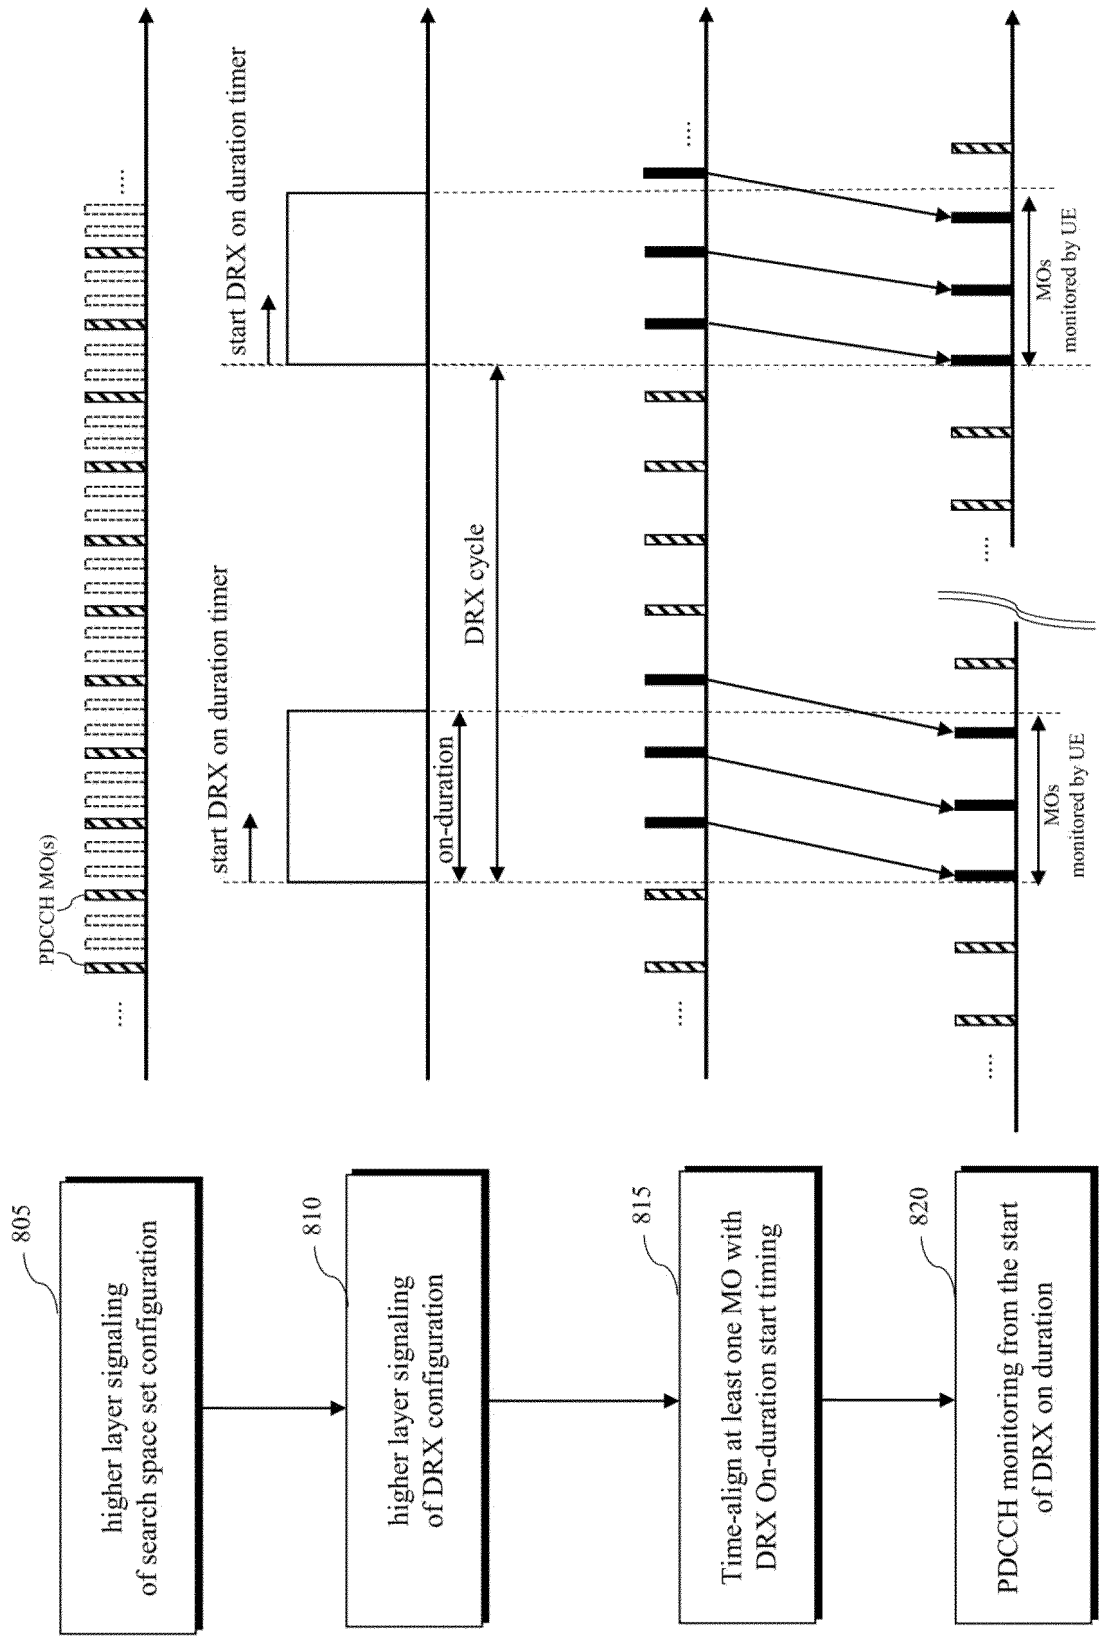 805
higher layer signaling
of search space set configuration
PDCCH MO(s)
....
....
810
higher layer signaling
of DRX configuration
start DRX on duration timer
start DRX on duration timer
on-duration
DRX cycle
815
Time-align at least one MO with
DRX On-duration start timing
....
....
820
PDCCH monitoring from the start
of DRX on duration
....
MOs
monitored by UE
....
MOs
monitored by UE